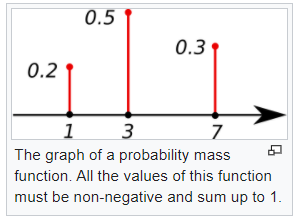 0.5
0.3
0.2
1 3 7
The graph of a probability mass
function. All the values of this function
must be non-negative and sum up to 1.